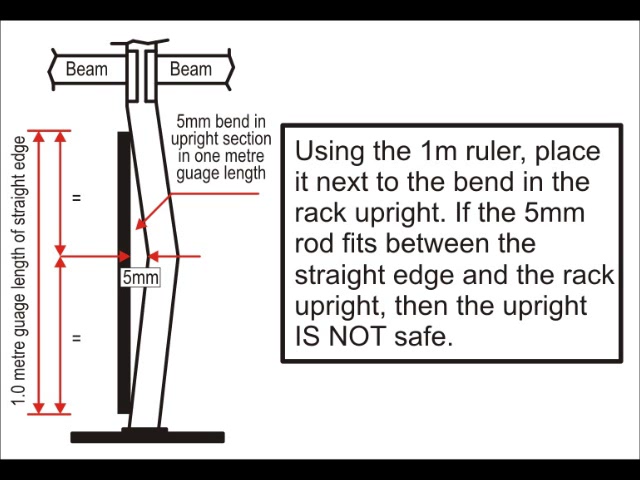 Beam
Beam
5mm bend in
upright section
in one metre
guage length
1.0 metre guage length of straight edge
=
=
5mm
Using the 1m ruler, place
it next to the bend in the
rack upright. If the 5mm
rod fits between the
straight edge and the rack
upright, then the upright
IS NOT safe.